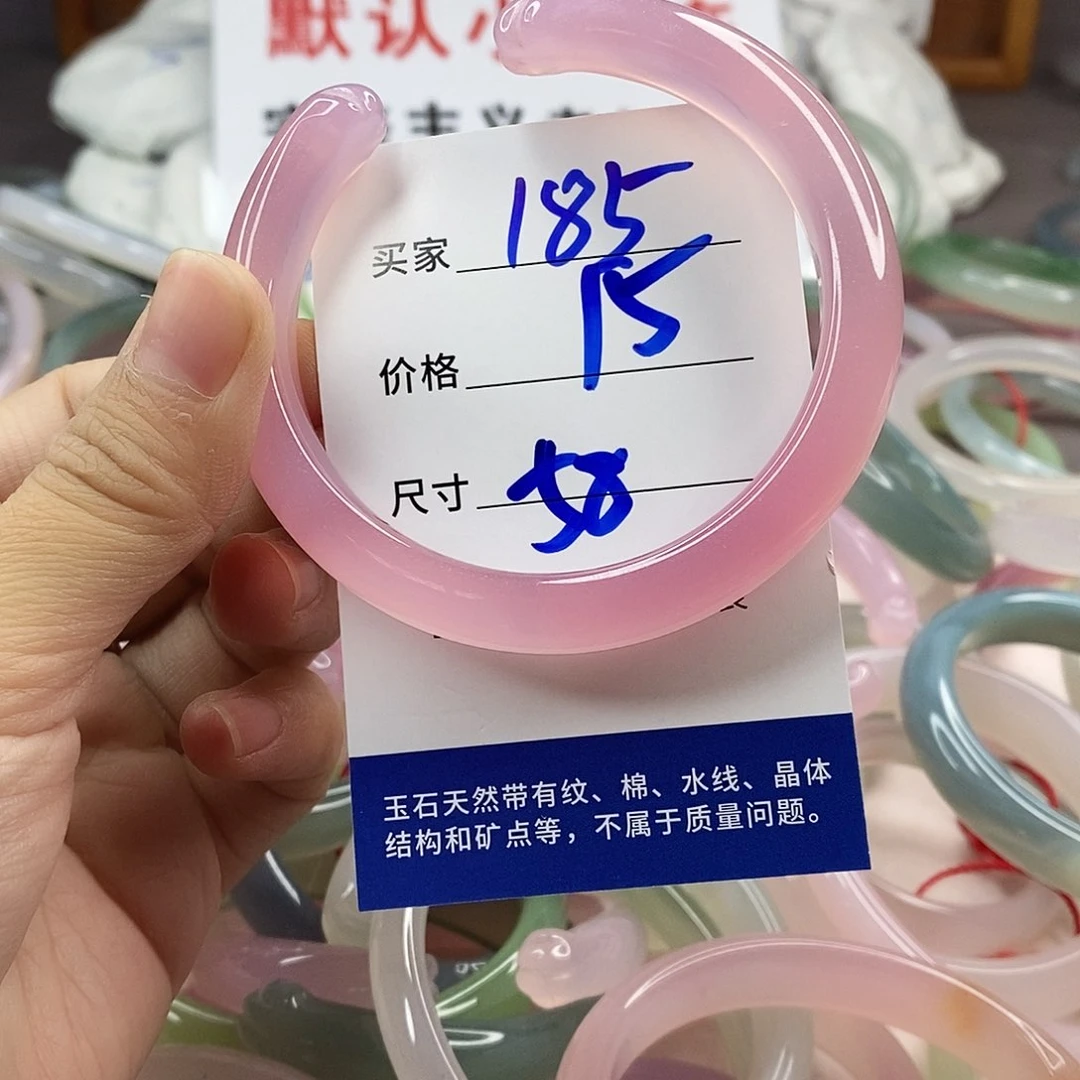 默认
买家 185
价格 15
尺寸 58
玉石天然带有纹、棉、水线、晶体
结构和矿点等，不属于质量问题。